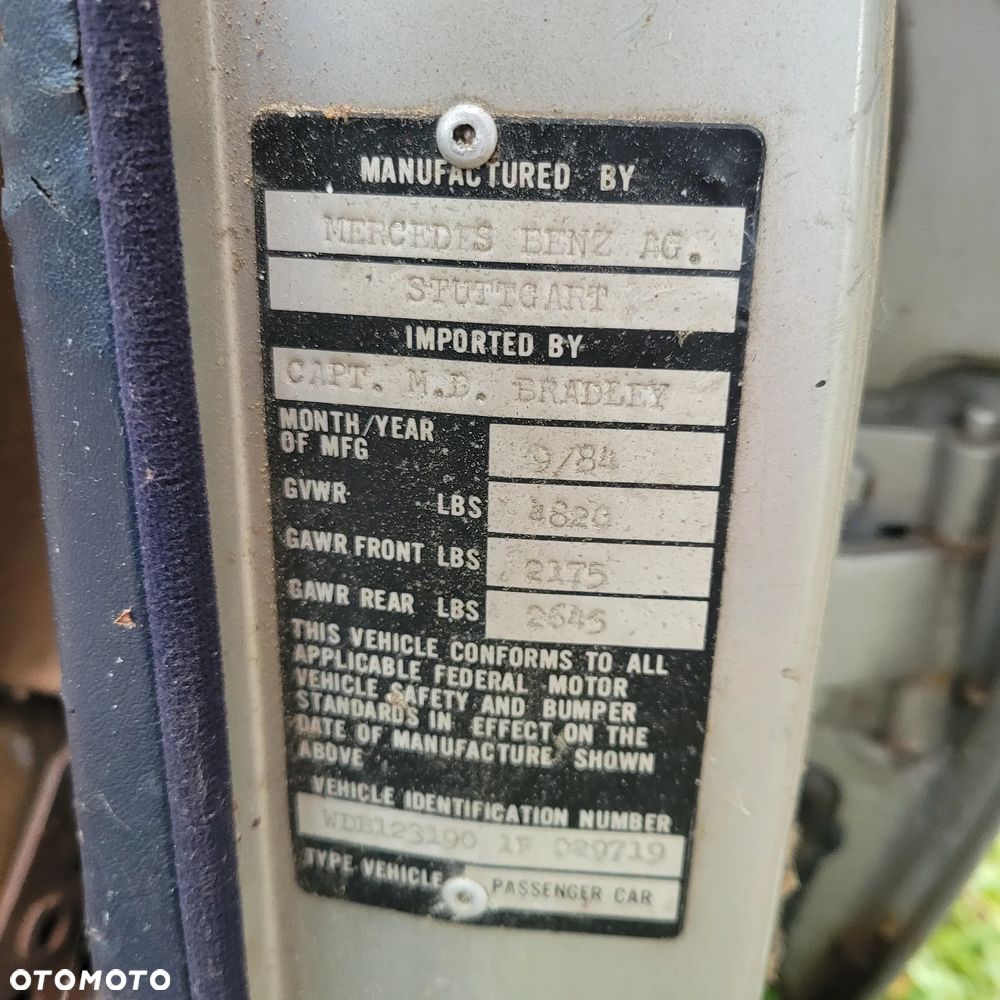 MANUFACTURED BY
MERCEDES BENZ AG.
STUTTGART
IMPORTED BY
CAPT. M.D. BRADLEY
MONTH/YEAR
OF MFG 9/84
GVWR LBS 4820
GAWR FRONT LBS 2175
GAWR REAR LBS 2645
THIS VEHICLE CONFORMS TO ALL
APPLICABLE FEDERAL MOTOR
VEHICLE SAFETY AND BUMPER
STANDARDS IN EFFECT ON THE
DATE OF MANUFACTURE SHOWN
ABOVE
VEHICLE IDENTIFICATION NUMBER
WDB123190 1F 029719
TYPE VEHICLE PASSENGER CAR
OTOMOTO